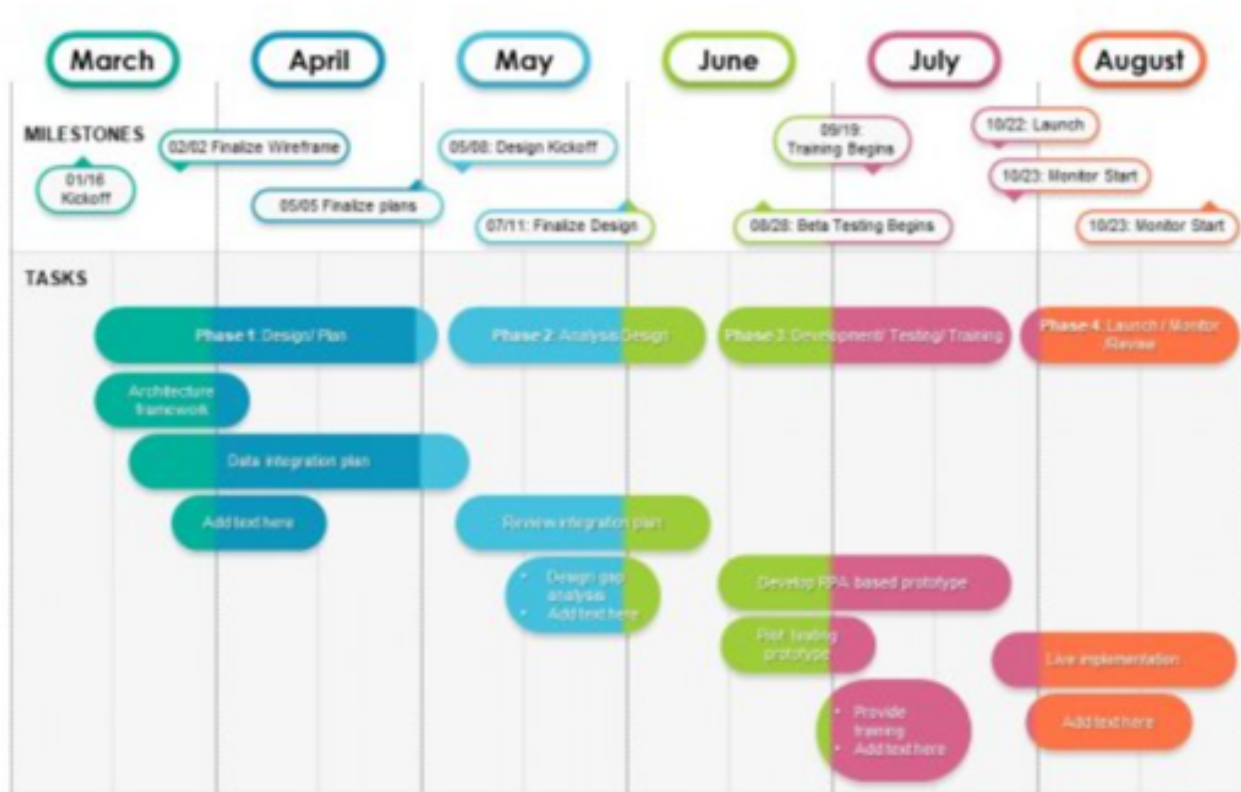 March
April
May
June
July
August
MILESTONES
01/16
Kickoff
02/02 Finalize Wireframe
05/05 Finalize plans
05/08: Design Kickoff
07/11: Finalize Design
09/19:
Training Begins
08/28: Beta Testing Begins
10/22: Launch
10/23: Monitor Start
10/23: Monitor Start
TASKS
Phase 1: Design/ Plan
Phase 2: Analysis/Design
Phase 3: Development/ Testing/ Training
Phase 4: Launch / Monitor
/Review
Architecture
framework
Data integration plan
Add text here
Review integration plan
• Design gap
analysis
• Add text here
Develop RPA based prototype
Pilot testing
prototype
• Provide
training
• Add text here
Live implementation
Add text here